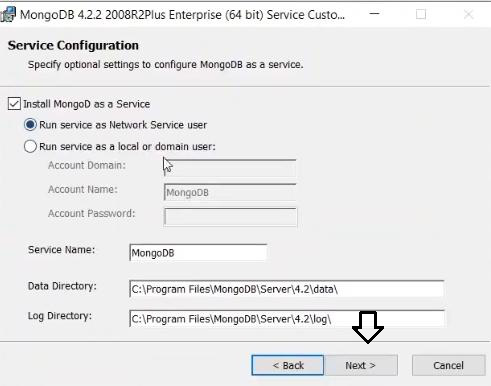 MongoDB 4.2.2 2008R2Plus Enterprise (64 bit) Service Custo...
Service Configuration
Specify optional settings to configure MongoDB as a service.
Install MongoD as a Service
Run service as Network Service user
Run service as a local or domain user:
Account Domain:
Account Name: MongoDB
Account Password:
Service Name: MongoDB
Data Directory: C:\Program Files\MongoDB\Server\4.2\data\
Log Directory: C:\Program Files\MongoDB\Server\4.2\log\
< Back Next > Cancel